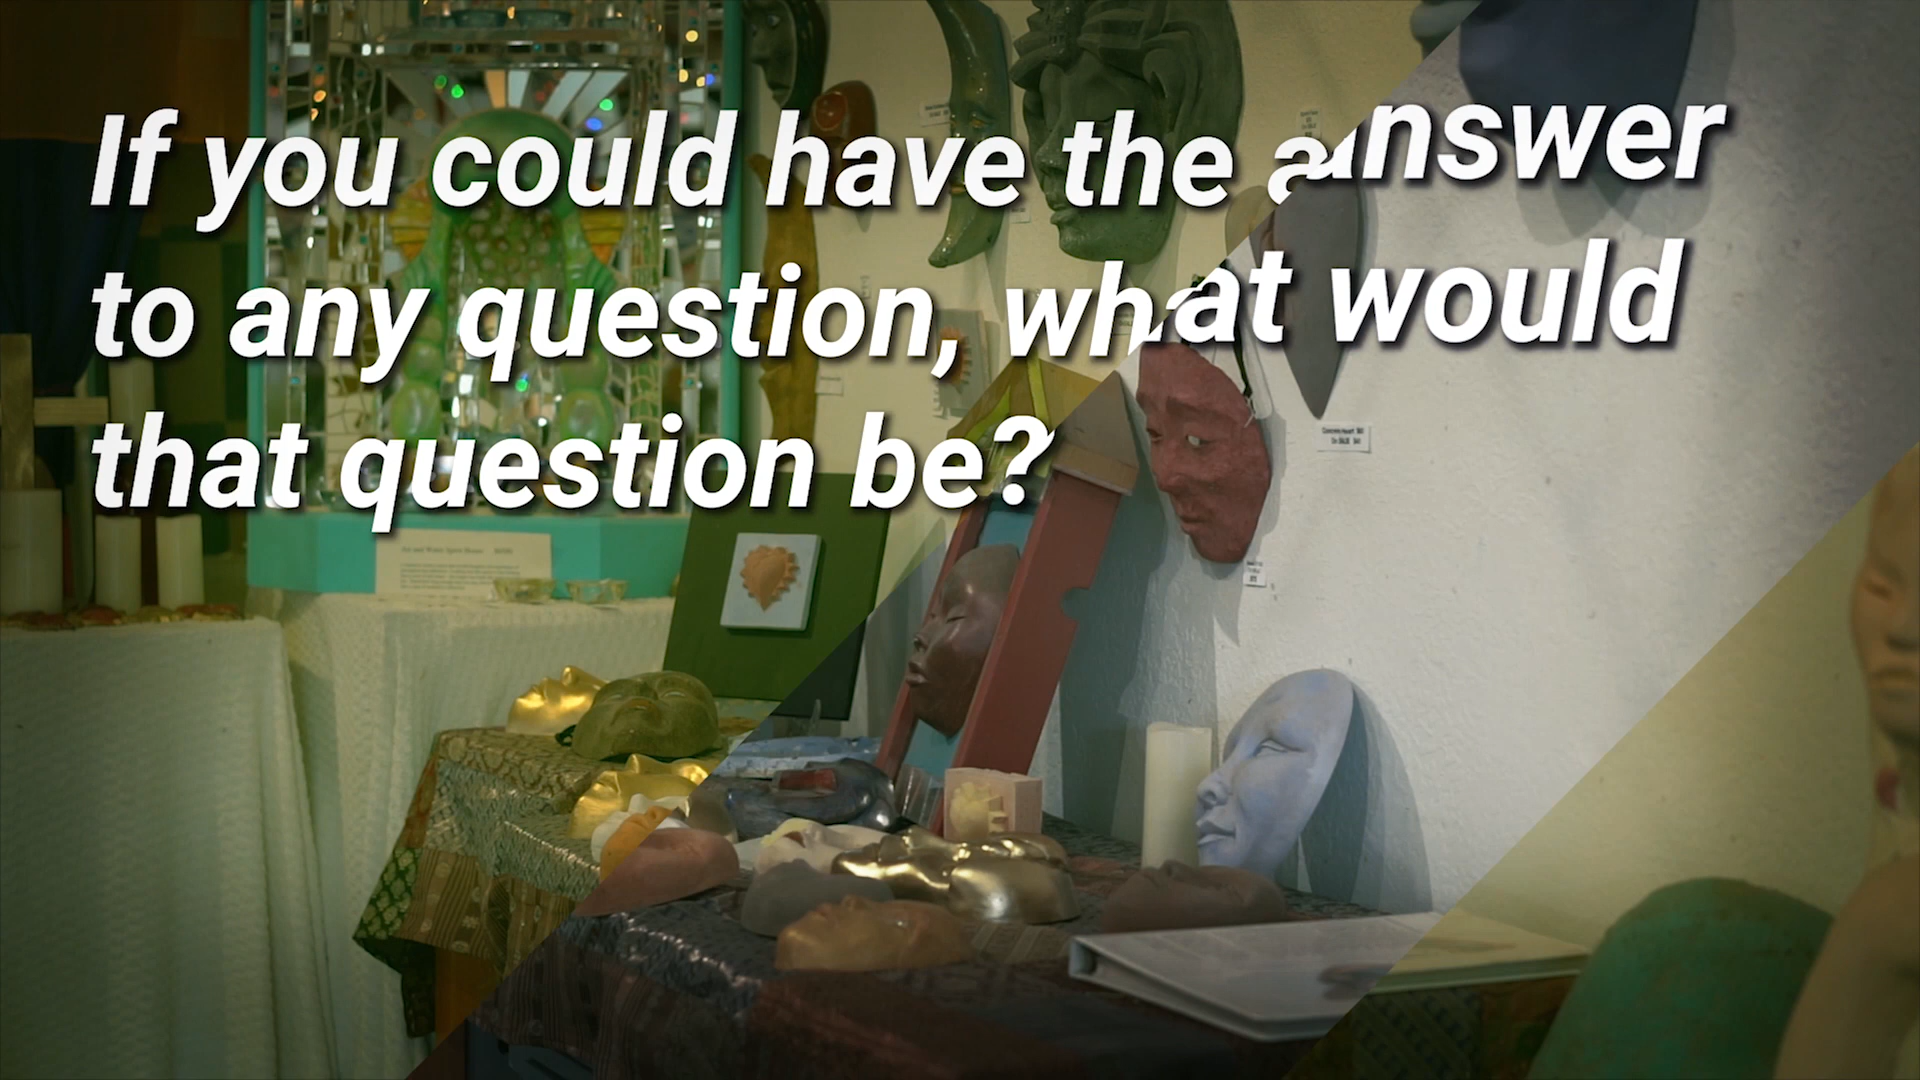 If you could have the answer
to any question, what would
that question be?